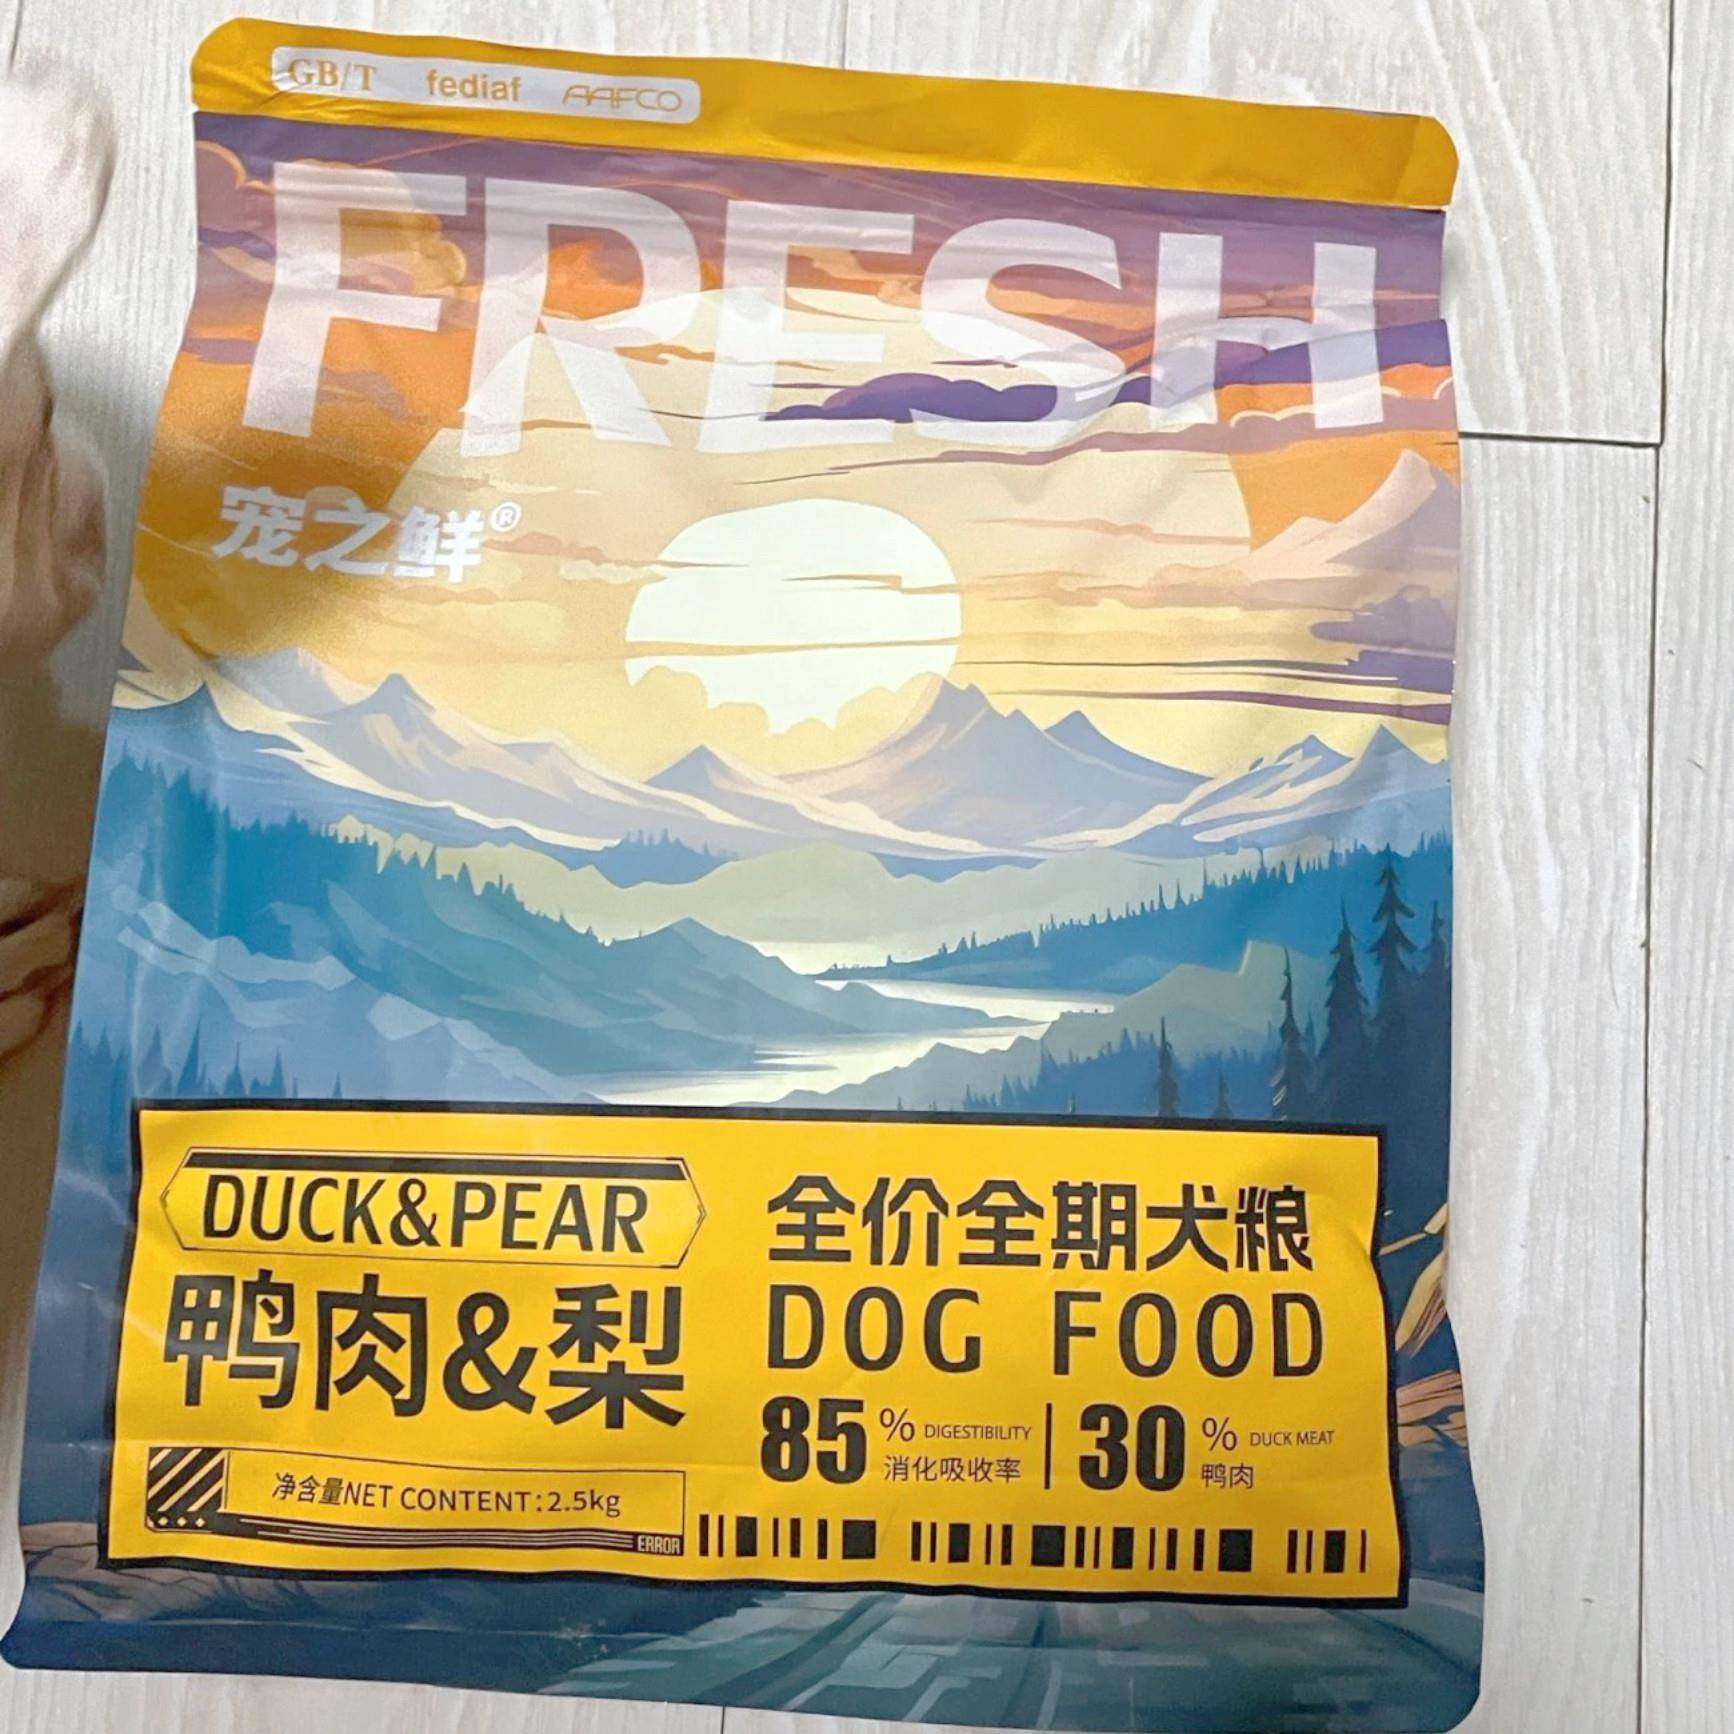 GB/T fediaf AAFCO
FRESH
宠之鲜®
DUCK&PEAR
鸭肉&梨
净含量NET CONTENT:2.5kg
ERROR
全价全期犬粮
DOG FOOD
85% DIGESTIBILITY
消化吸收率
30% DUCK MEAT
鸭肉